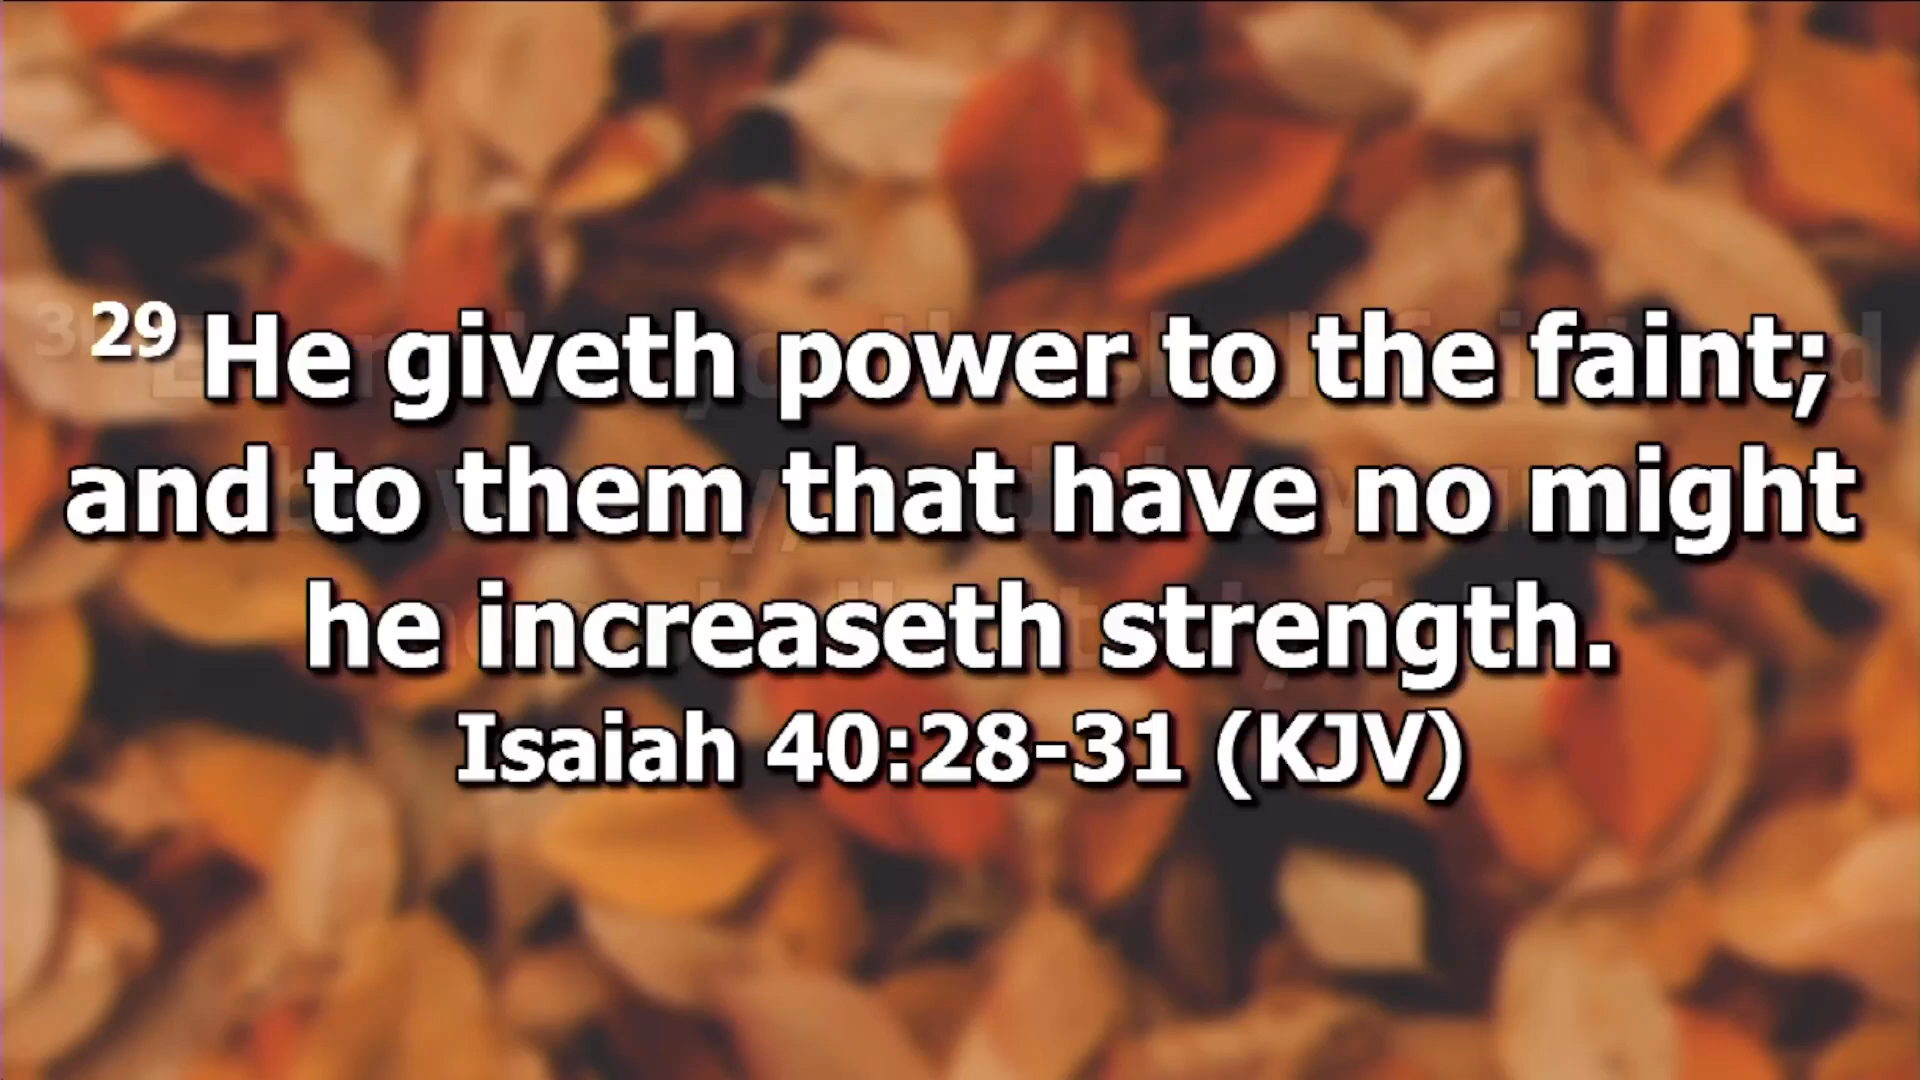 29 He giveth power to the faint;
and to them that have no might
he increaseth strength.
Isaiah 40:28-31 (KJV)